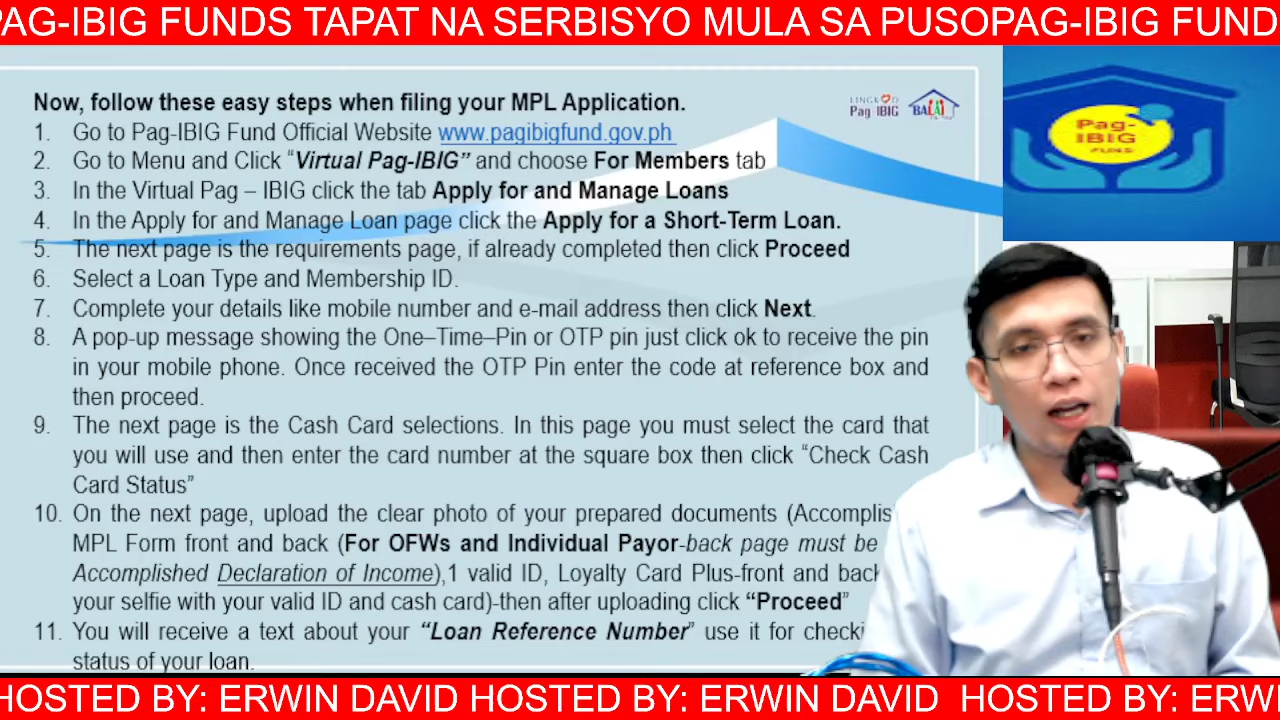 PAG-IBIG FUNDS TAPAT NA SERBISYO MULA SA PUSOPAG-IBIG FUND
Now, follow these easy steps when filing your MPL Application.
LINGKOD
Pag IBIG
BALAI
1. Go to Pag-IBIG Fund Official Website www.pagibigfund.gov.ph
2. Go to Menu and Click “Virtual Pag-IBIG” and choose For Members tab
3. In the Virtual Pag – IBIG click the tab Apply for and Manage Loans
4. In the Apply for and Manage Loan page click the Apply for a Short-Term Loan.
5. The next page is the requirements page, if already completed then click Proceed
6. Select a Loan Type and Membership ID.
7. Complete your details like mobile number and e-mail address then click Next.
8. A pop-up message showing the One–Time–Pin or OTP pin just click ok to receive the pin
in your mobile phone. Once received the OTP Pin enter the code at reference box and
then proceed.
9. The next page is the Cash Card selections. In this page you must select the card that
you will use and then enter the card number at the square box then click “Check Cash
Card Status”
10. On the next page, upload the clear photo of your prepared documents (Accomplis
MPL Form front and back (For OFWs and Individual Payor-back page must be
Accomplished Declaration of Income),1 valid ID, Loyalty Card Plus-front and back
your selfie with your valid ID and cash card)-then after uploading click “Proceed”
11. You will receive a text about your “Loan Reference Number” use it for checki
status of your loan.
Pag-
IBIG
FUND
HOSTED BY: ERWIN DAVID HOSTED BY: ERWIN DAVID HOSTED BY: ERW